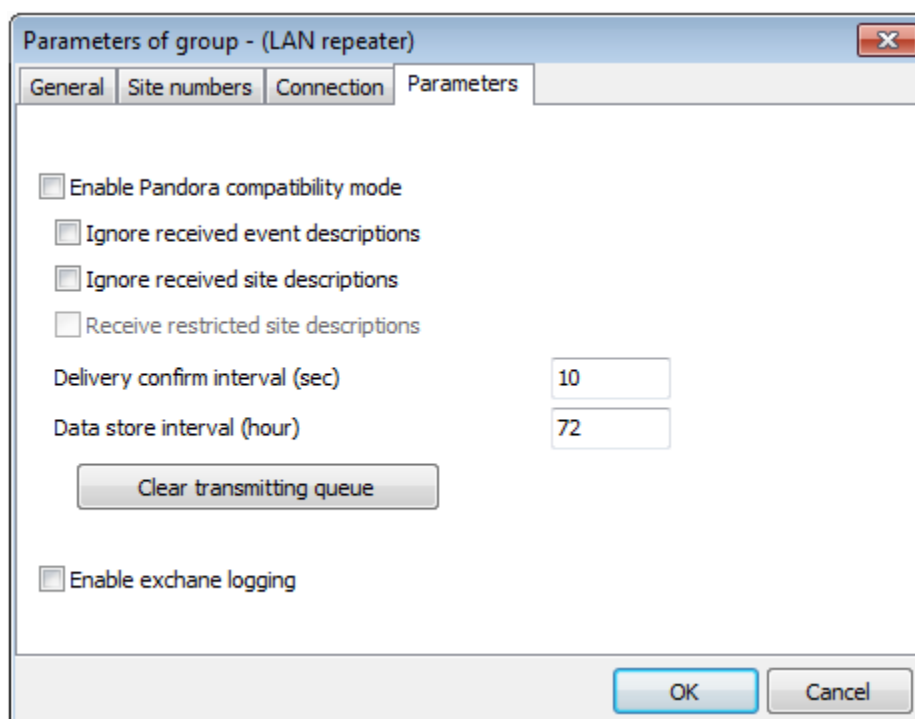 Parameters of group - (LAN repeater)
General Site numbers Connection Parameters
Enable Pandora compatibility mode
Ignore received event descriptions
Ignore received site descriptions
Receive restricted site descriptions
Delivery confirm interval (sec) 10
Data store interval (hour) 72
Clear transmitting queue
Enable exchane logging
OK Cancel